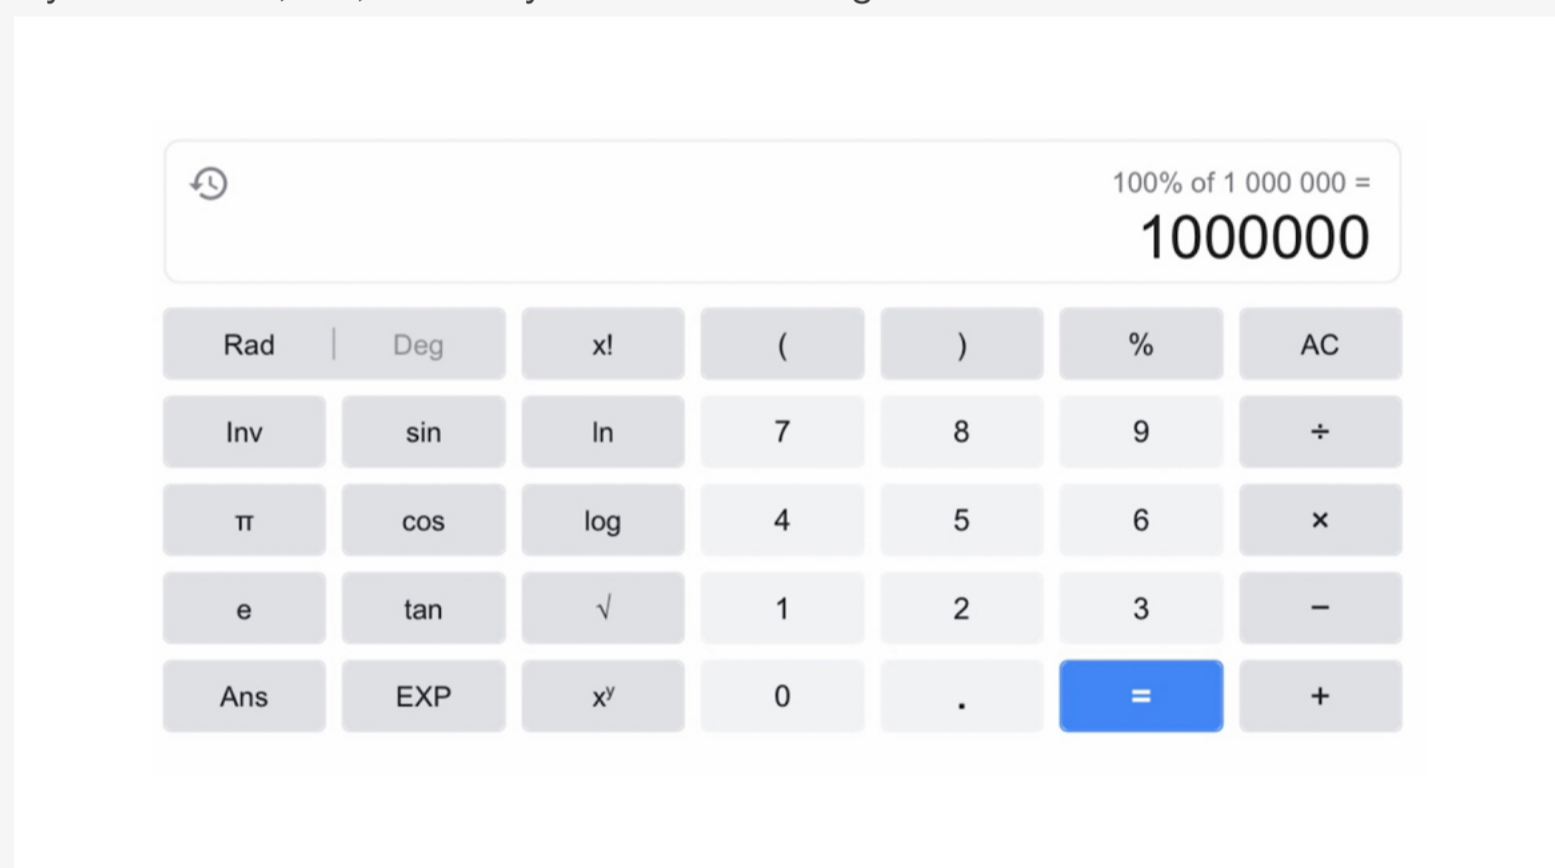 100% of 1 000 000 =
1000000
Rad | Deg x! ( ) % AC
Inv sin ln 7 8 9 ÷
π cos log 4 5 6 ×
e tan √ 1 2 3 −
Ans EXP xʸ 0 . = +